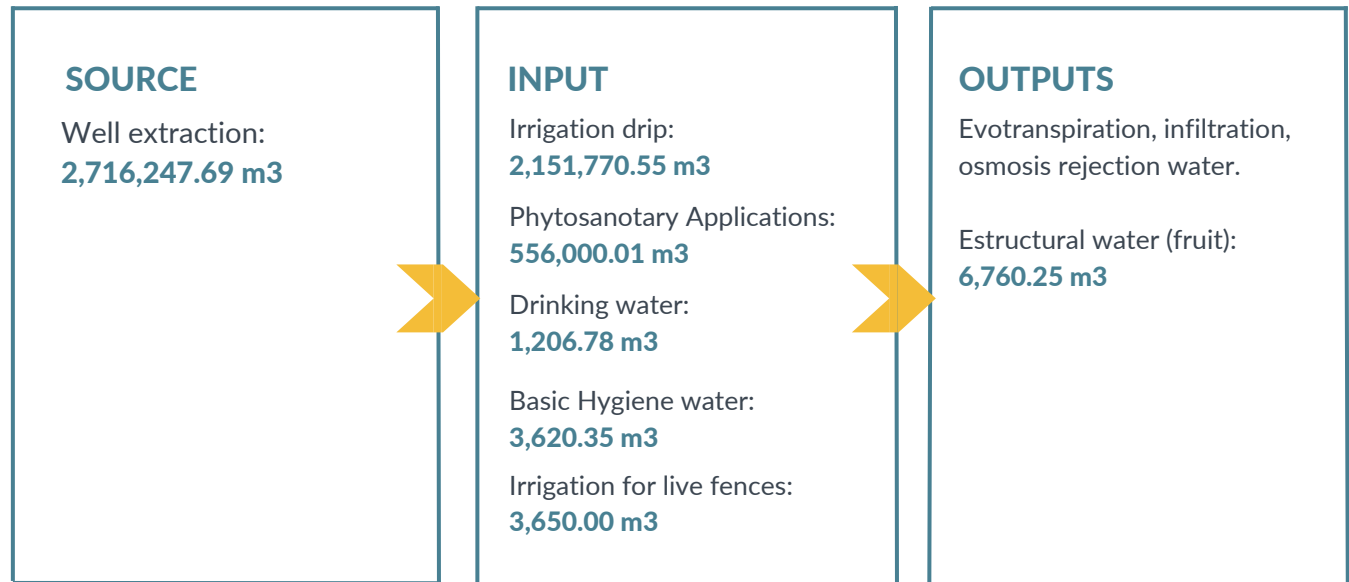 SOURCE
Well extraction:
2,716,247.69 m3
INPUT
Irrigation drip:
2,151,770.55 m3
Phytosanotary Applications:
556,000.01 m3
Drinking water:
1,206.78 m3
Basic Hygiene water:
3,620.35 m3
Irrigation for live fences:
3,650.00 m3
OUTPUTS
Evotranspiration, infiltration,
osmosis rejection water.
Estructural water (fruit):
6,760.25 m3